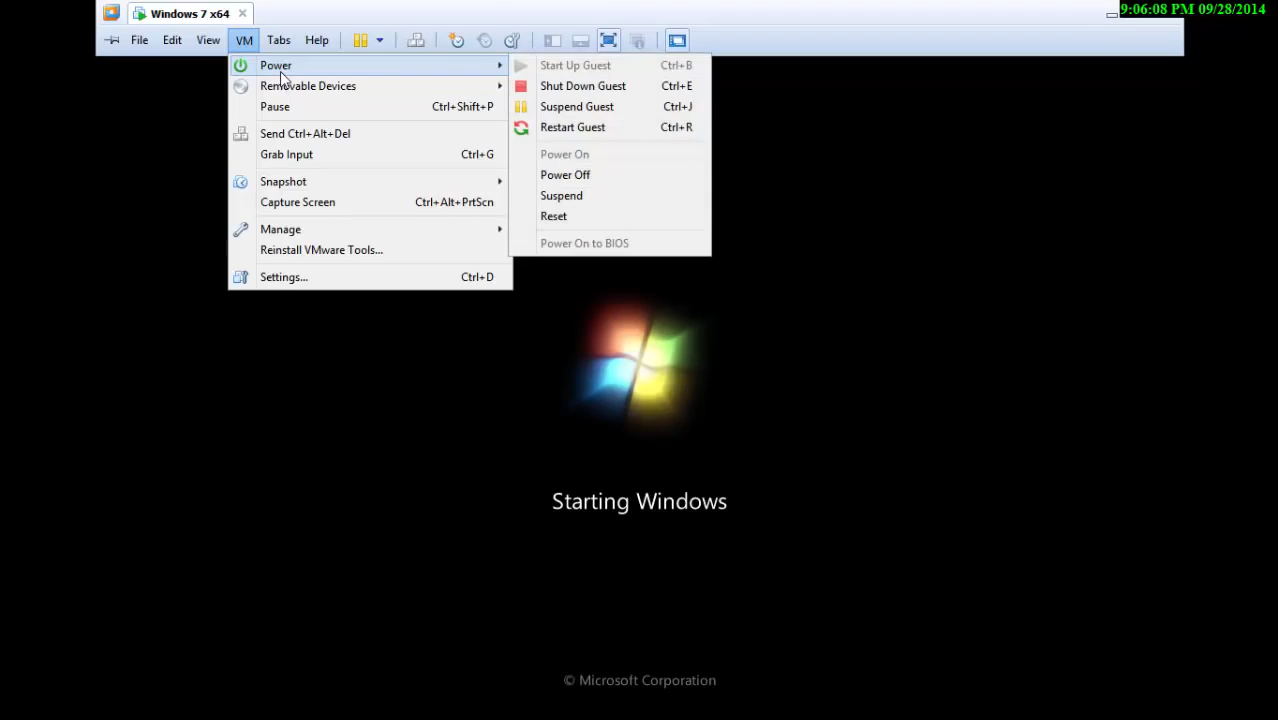 Windows 7 x64
9:06:08 PM 09/28/2014
File Edit View VM Tabs Help
Power
Removable Devices
Pause Ctrl+Shift+P
Send Ctrl+Alt+Del
Grab Input Ctrl+G
Snapshot
Capture Screen Ctrl+Alt+PrtScn
Manage
Reinstall VMware Tools...
Settings... Ctrl+D
Start Up Guest Ctrl+B
Shut Down Guest Ctrl+E
Suspend Guest Ctrl+J
Restart Guest Ctrl+R
Power On
Power Off
Suspend
Reset
Power On to BIOS
Starting Windows
© Microsoft Corporation